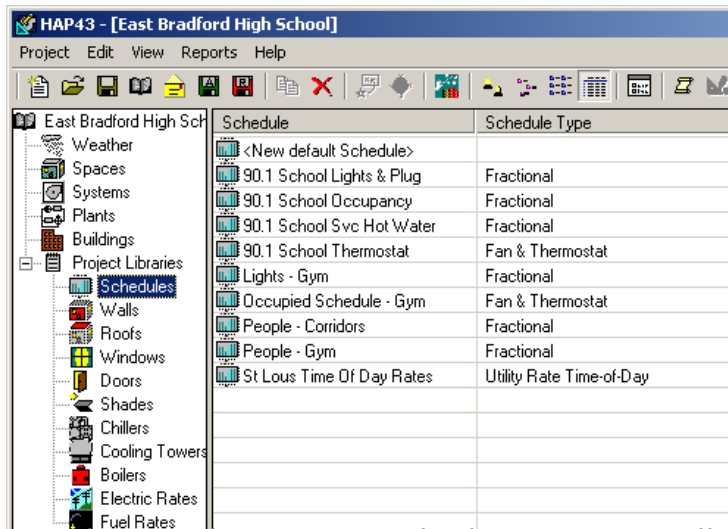 HAP43 - [East Bradford High School]
Project Edit View Reports Help
East Bradford High Sch
Weather
Spaces
Systems
Plants
Buildings
Project Libraries
Schedules
Walls
Roofs
Windows
Doors
Shades
Chillers
Cooling Towers
Boilers
Electric Rates
Fuel Rates
Schedule Schedule Type
<New default Schedule>
90.1 School Lights & Plug Fractional
90.1 School Occupancy Fractional
90.1 School Svc Hot Water Fractional
90.1 School Thermostat Fan & Thermostat
Lights - Gym Fractional
Occupied Schedule - Gym Fan & Thermostat
People - Corridors Fractional
People - Gym Fractional
St Lous Time Of Day Rates Utility Rate Time-of-Day